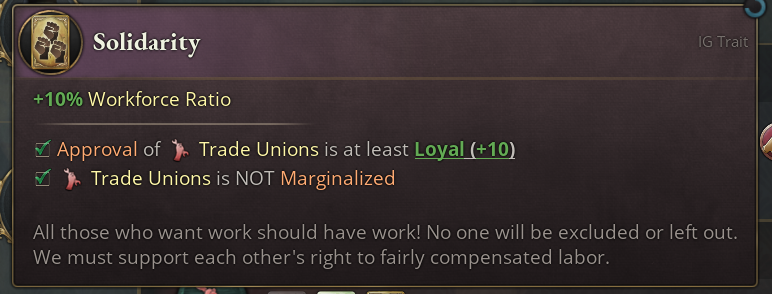 Solidarity
IG Trait
+10% Workforce Ratio
Approval of Trade Unions is at least Loyal (+10)
Trade Unions is NOT Marginalized
All those who want work should have work! No one will be excluded or left out.
We must support each other's right to fairly compensated labor.